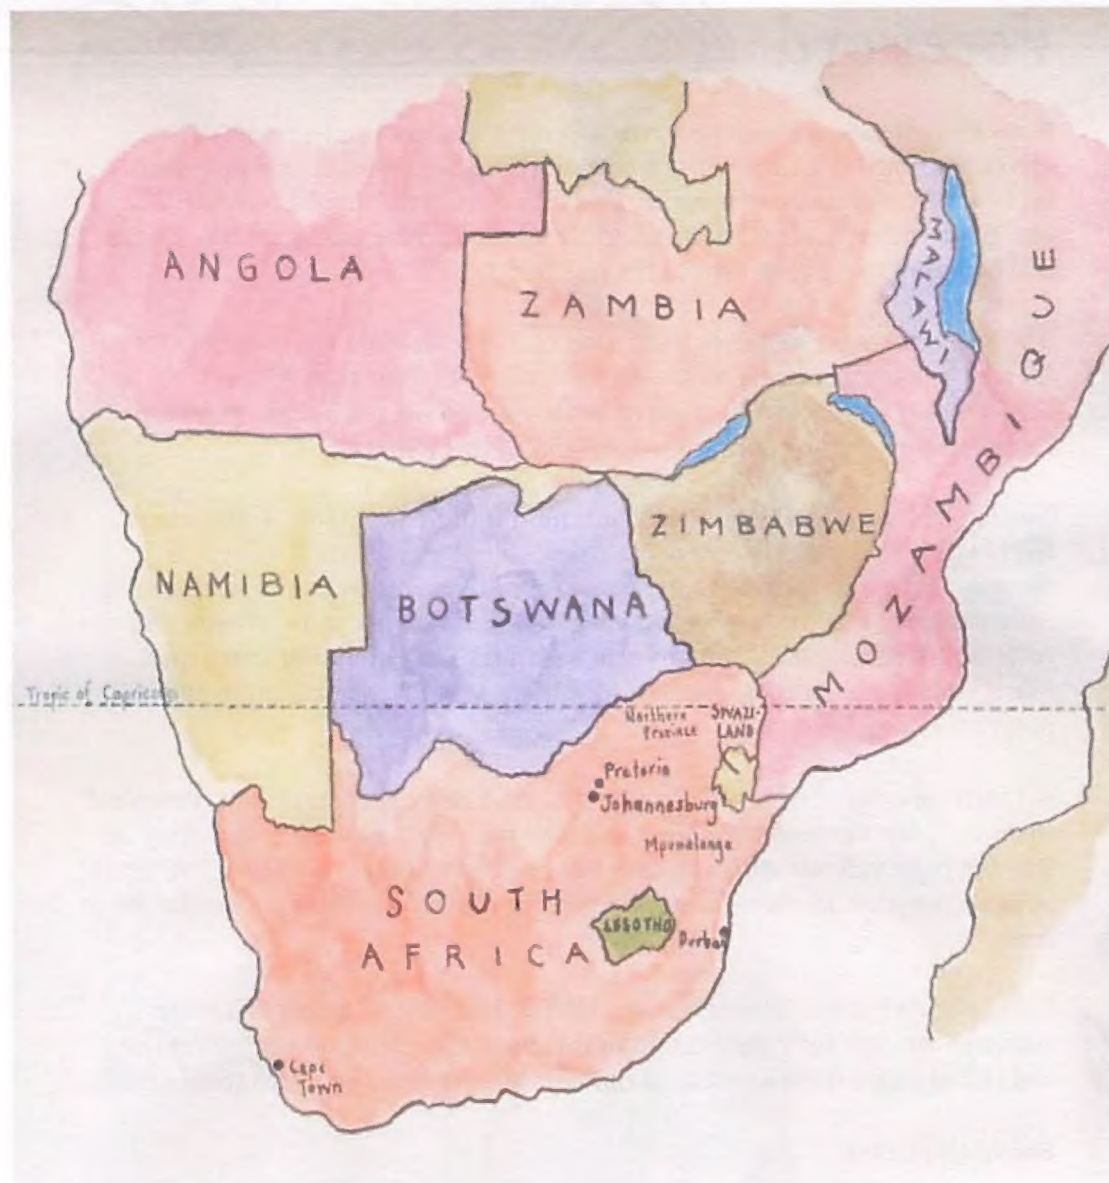 ANGOLA
ZAMBIA
MALAWI
MOZAMBIQUE
ZIMBABWE
NAMIBIA
BOTSWANA
Tropic of Capricorn
Northern
Province
SWAZI-
LAND
Pretoria
Johannesburg
Mpumalanga
SOUTH
AFRICA
LESOTHO
Durban
Cape
Town